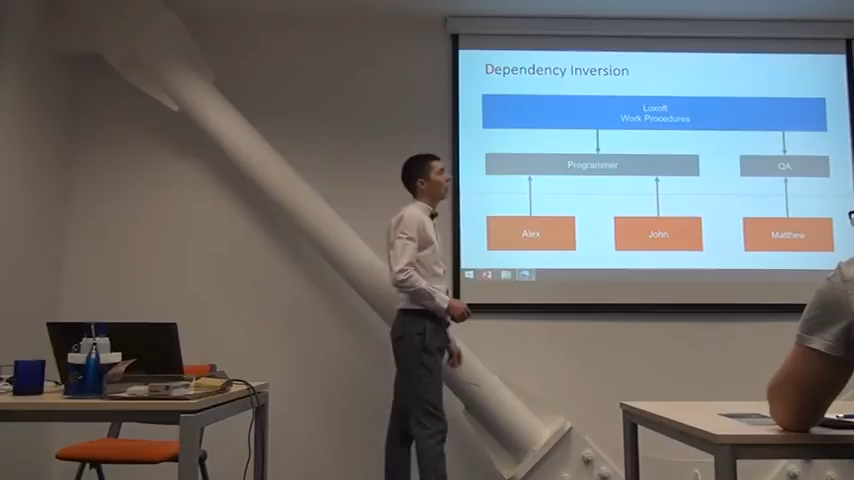 Dependency Inversion
Luxoft
Work Procedures
Programmer
QA
Alex
John
Matthew